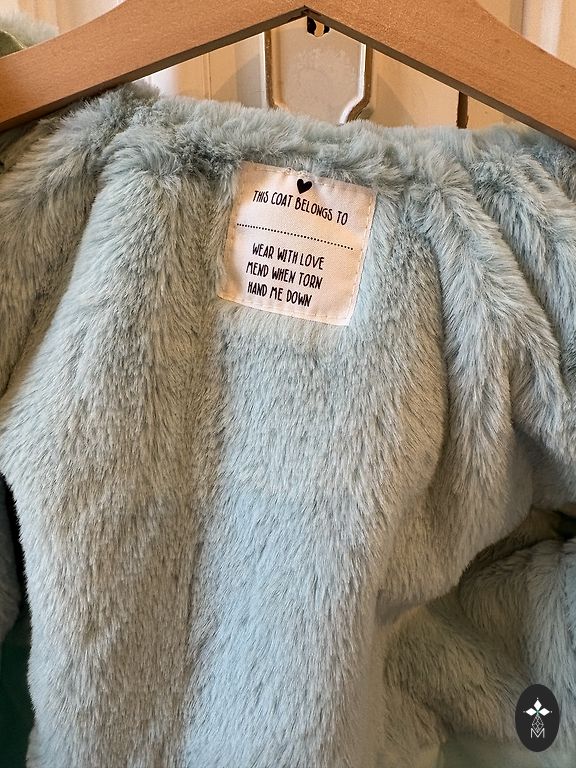 THIS COAT BELONGS TO
WEAR WITH LOVE
MEND WHEN TORN
HAND ME DOWN
M